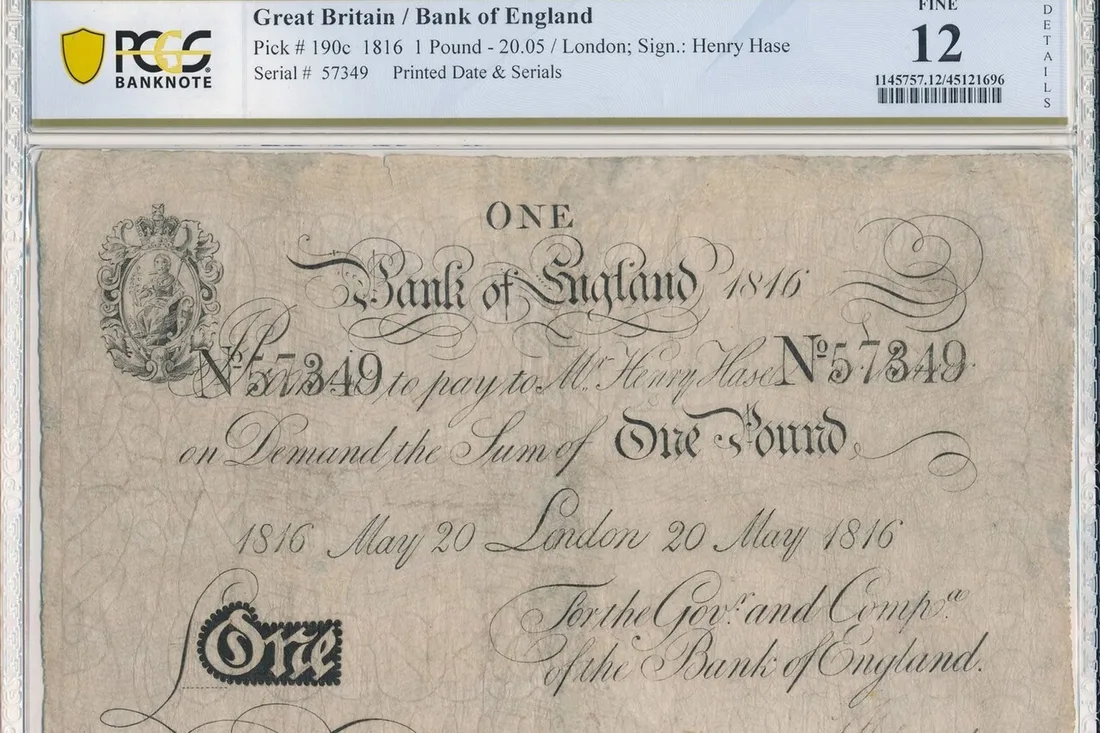 Great Britain / Bank of England
Pick # 190c 1816 1 Pound - 20.05 / London; Sign.: Henry Hase
Serial # 57349 Printed Date & Serials
PCGS
BANKNOTE
FINE
12
1145757.12/45121696
DETAILS
ONE
Bank of England 1816
Nº 57349 to pay to Mr. Henry Hase Nº 57349
on Demand the Sum of One Pound
1816 May 20 London 20 May 1816
For the Govr. and Compa.
of the Bank of England.
One